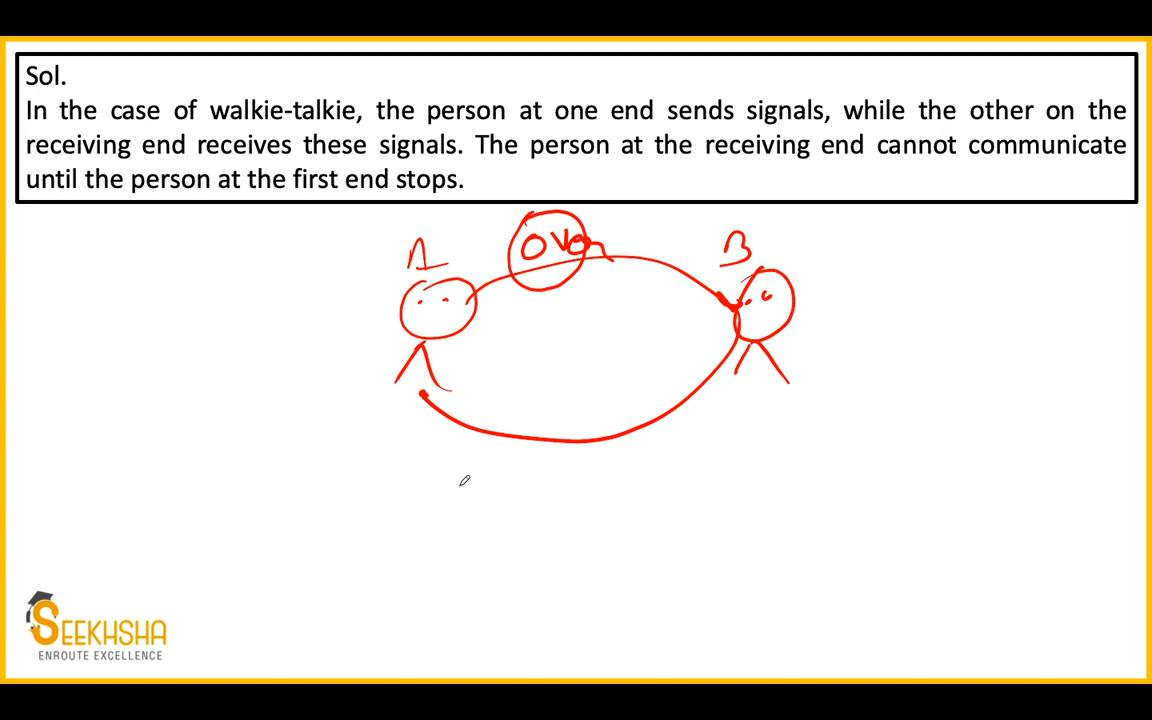 Sol.
In the case of walkie-talkie, the person at one end sends signals, while the other on the
receiving end receives these signals. The person at the receiving end cannot communicate
until the person at the first end stops.
A
Over
B
SEEKHSHA
ENROUTE EXCELLENCE